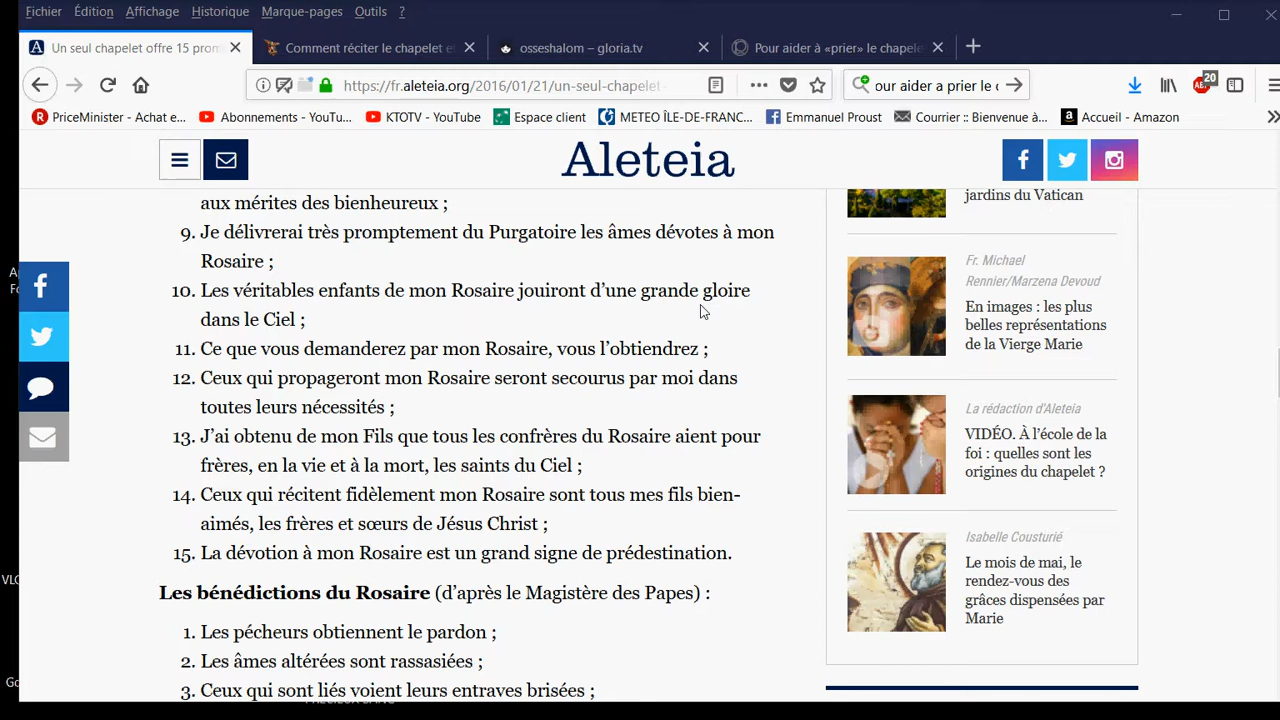 Fichier Édition Affichage Historique Marque-pages Outils ?
Un seul chapelet offre 15 prom
Comment réciter le chapelet e
osseshalom – gloria.tv
Pour aider à «prier» le chapele
https://fr.aleteia.org/2016/01/21/un-seul-chapelet-
our aider a prier le c
20
PriceMinister - Achat e...
Abonnements - YouTu...
KTOTV - YouTube
Espace client
METEO ÎLE-DE-FRANC...
Emmanuel Proust
Courrier :: Bienvenue à...
Accueil - Amazon
Aleteia
aux mérites des bienheureux ;
9. Je délivrerai très promptement du Purgatoire les âmes dévotes à mon
Rosaire ;
10. Les véritables enfants de mon Rosaire jouiront d’une grande gloire
dans le Ciel ;
11. Ce que vous demanderez par mon Rosaire, vous l’obtiendrez ;
12. Ceux qui propageront mon Rosaire seront secourus par moi dans
toutes leurs nécessités ;
13. J’ai obtenu de mon Fils que tous les confrères du Rosaire aient pour
frères, en la vie et à la mort, les saints du Ciel ;
14. Ceux qui récitent fidèlement mon Rosaire sont tous mes fils bien-
aimés, les frères et sœurs de Jésus Christ ;
15. La dévotion à mon Rosaire est un grand signe de prédestination.
Les bénédictions du Rosaire (d’après le Magistère des Papes) :
1. Les pécheurs obtiennent le pardon ;
2. Les âmes altérées sont rassasiées ;
3. Ceux qui sont liés voient leurs entraves brisées ;
jardins du Vatican
Fr. Michael
Rennier/Marzena Devoud
En images : les plus
belles représentations
de la Vierge Marie
La rédaction d'Aleteia
VIDÉO. À l’école de la
foi : quelles sont les
origines du chapelet ?
Isabelle Cousturié
Le mois de mai, le
rendez-vous des
grâces dispensées par
Marie